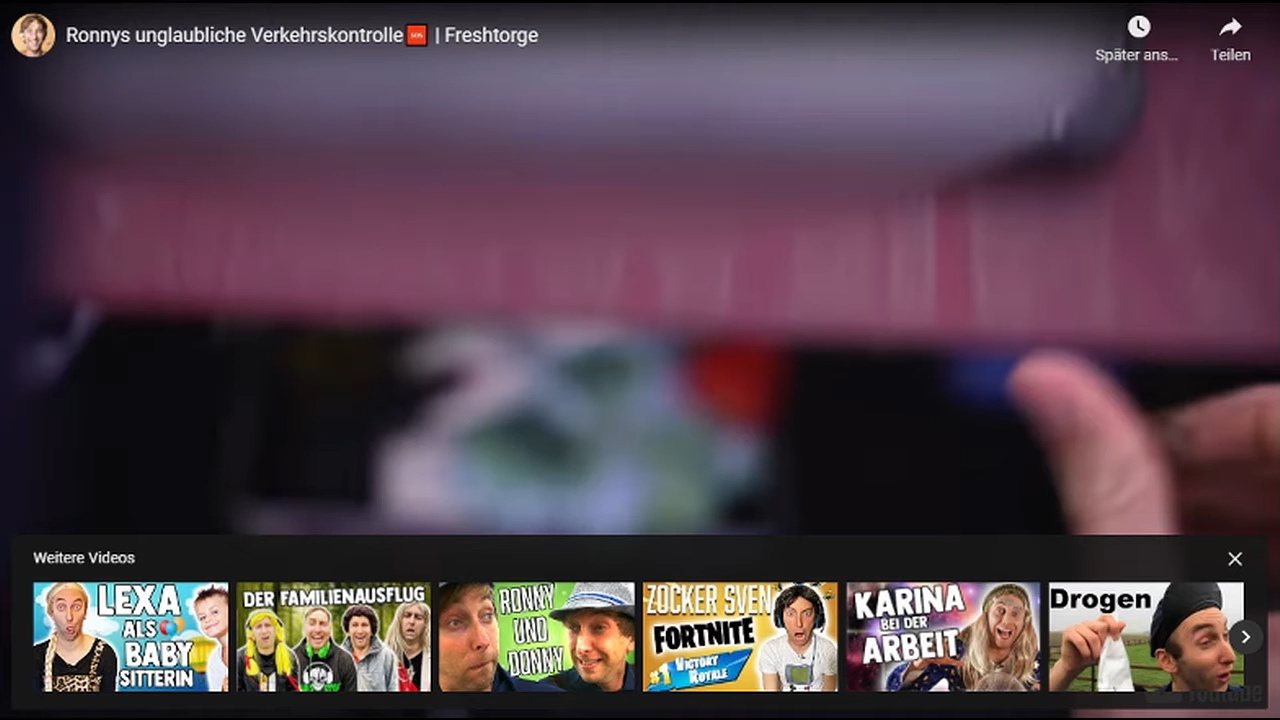 Ronnys unglaubliche Verkehrskontrolle🆘 | Freshtorge
Später ans...
Teilen
Weitere Videos
LEXA
ALS
BABY
SITTERIN
DER FAMILIENAUSFLUG
RONNY
UND
DONNY
ZOCKER SVEN
FORTNITE
#1 VICTORY
ROYALE
KARINA
BEI DER
ARBEIT
Drogen
YouTube